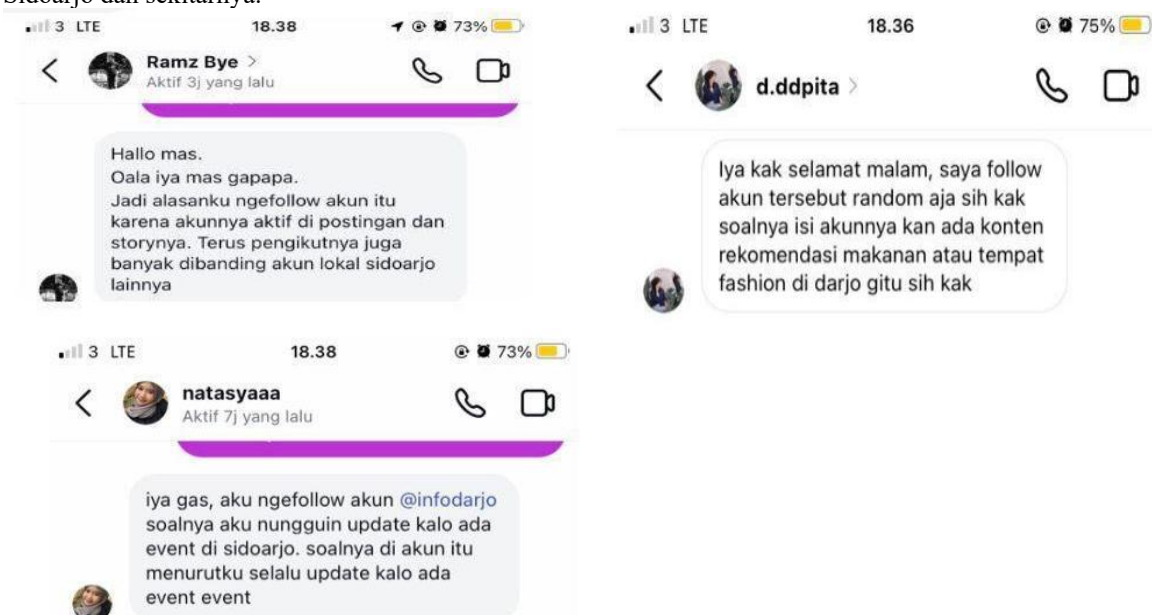 Sidoarjo dan sekitarnya.
3 LTE 18.38 73%
Ramz Bye >
Aktif 3j yang lalu
Hallo mas.
Oala iya mas gapapa.
Jadi alasanku ngefollow akun itu
karena akunnya aktif di postingan dan
storynya. Terus pengikutnya juga
banyak dibanding akun lokal sidoarjo
lainnya
3 LTE 18.36 75%
d.ddpita >
Iya kak selamat malam, saya follow
akun tersebut random aja sih kak
soalnya isi akunnya kan ada konten
rekomendasi makanan atau tempat
fashion di darjo gitu sih kak
3 LTE 18.38 73%
natasyaaa
Aktif 7j yang lalu
iya gas, aku ngefollow akun @infodarjo
soalnya aku nungguin update kalo ada
event di sidoarjo. soalnya di akun itu
menurutku selalu update kalo ada
event event